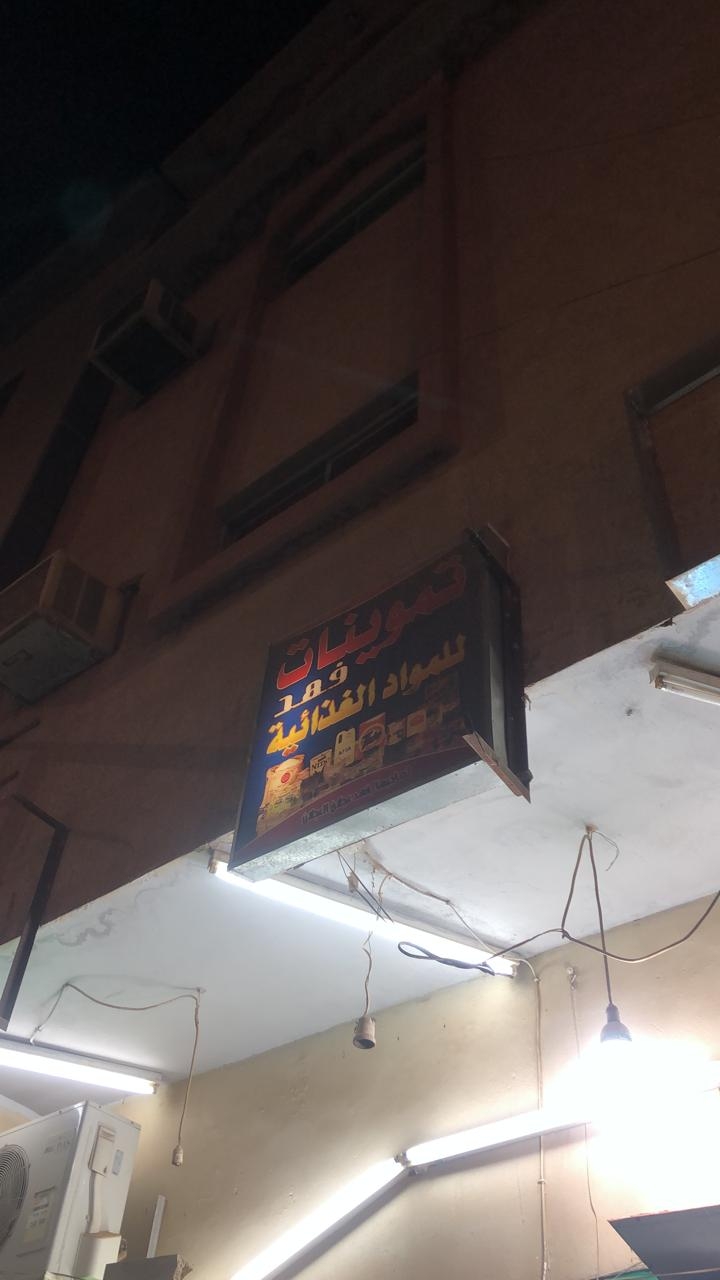 تموينات
فهد
للمواد الغذائية